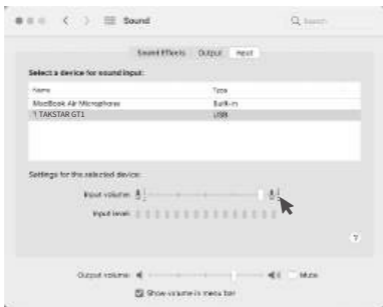 Sound
Search
Sound Effects Output Input
Select a device for sound input:
Name Type
MacBook Air Microphone Built-in
1 TAKSTAR GT1 USB
Settings for the selected device:
Input volume:
Input level:
?
Output volume: Mute
Show volume in menu bar